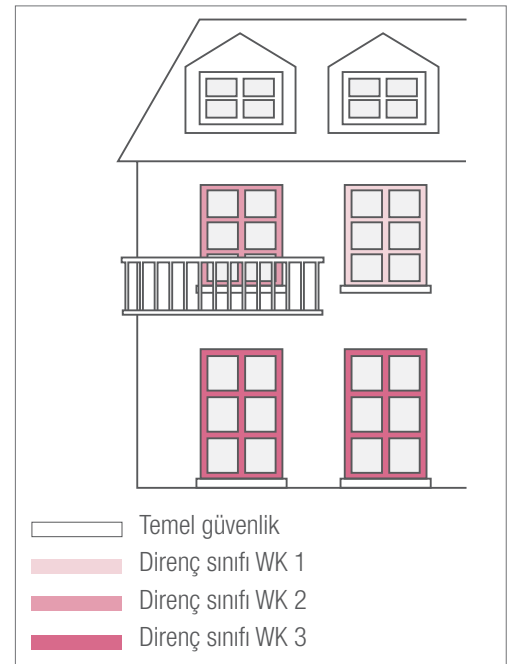 Temel güvenlik
Direnç sınıfı WK 1
Direnç sınıfı WK 2
Direnç sınıfı WK 3